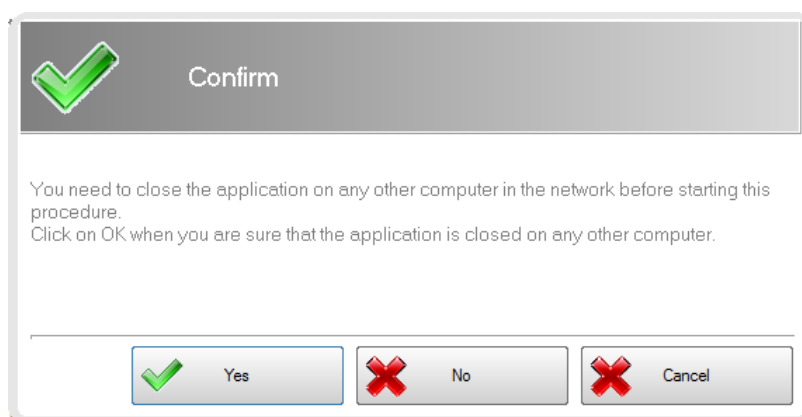 Confirm
You need to close the application on any other computer in the network before starting this
procedure.
Click on OK when you are sure that the application is closed on any other computer.
Yes
No
Cancel